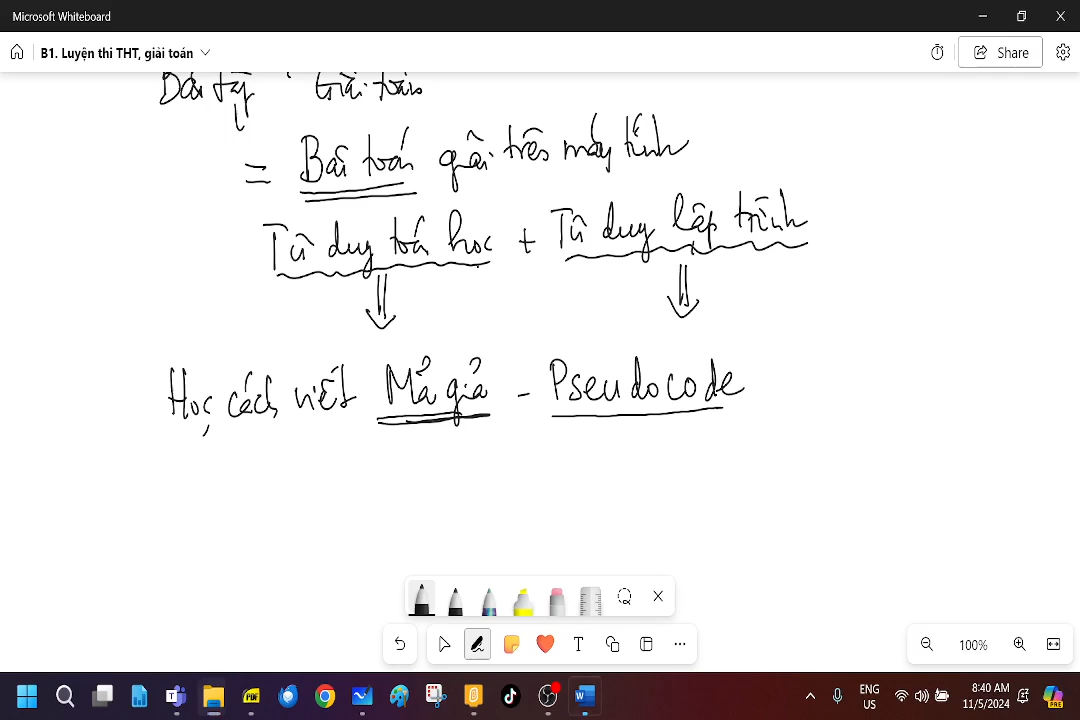 Microsoft Whiteboard
B1. Luyện thi THT, giải toán
Share
giải toán
= Bài toán giải trên máy tính
Tư duy toán học + Tư duy lập trình
Học cách viết Mã giả - Pseudocode
100%
ENG
US
8:40 AM
11/5/2024